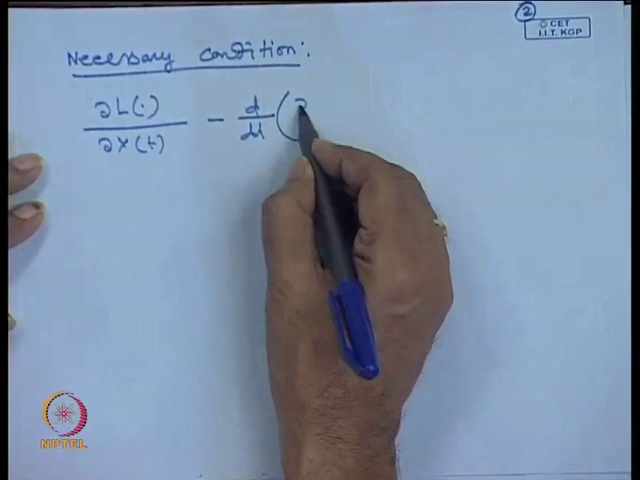 2
© CET
I.I.T. KGP
Necessary condition:
∂L(·)/∂x(t) - d/dt (∂
NPTEL